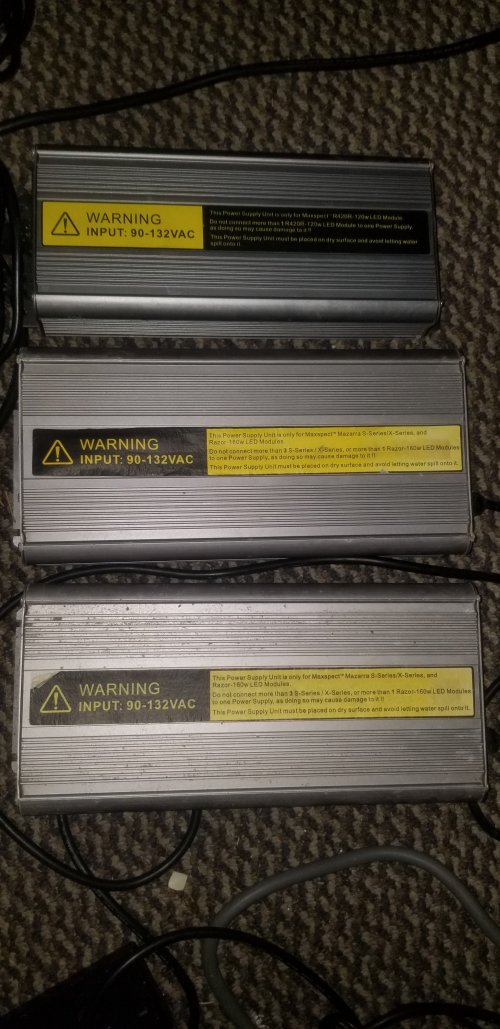 WARNING
INPUT: 90-132VAC
This Power Supply Unit is only for Maxspect™ R420R-120w LED Module.
Do not connect more than 1 R420R-120w LED Module to one Power Supply,
as doing so may cause damage to it !!
This Power Supply Unit must be placed on dry surface and avoid letting water
spill onto it.
WARNING
INPUT: 90-132VAC
This Power Supply Unit is only for Maxspect™ Mazarra S-Series/X-Series, and
Razor-160w LED Modules.
Do not connect more than 3 S-Series / X-Series, or more than 1 Razor-160w LED Modules
to one Power Supply, as doing so may cause damage to it !!
This Power Supply Unit must be placed on dry surface and avoid letting water spill onto it.
WARNING
INPUT: 90-132VAC
This Power Supply Unit is only for Maxspect™ Mazarra S-Series/X-Series, and
Razor-160w LED Modules.
Do not connect more than 3 S-Series / X-Series, or more than 1 Razor-160w LED Modules
to one Power Supply, as doing so may cause damage to it !!
This Power Supply Unit must be placed on dry surface and avoid letting water spill onto it.